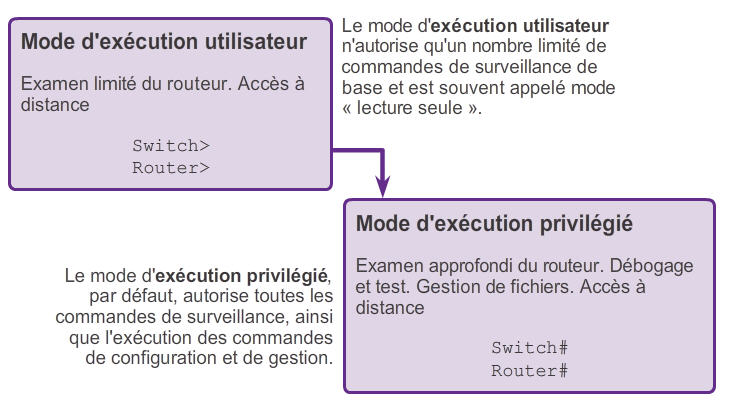 Mode d'exécution utilisateur
Examen limité du routeur. Accès à
distance
Switch>
Router>
Le mode d'exécution utilisateur
n'autorise qu'un nombre limité de
commandes de surveillance de
base et est souvent appelé mode
« lecture seule ».
Mode d'exécution privilégié
Examen approfondi du routeur. Débogage
et test. Gestion de fichiers. Accès à
distance
Switch#
Router#
Le mode d'exécution privilégié,
par défaut, autorise toutes les
commandes de surveillance, ainsi
que l'exécution des commandes
de configuration et de gestion.